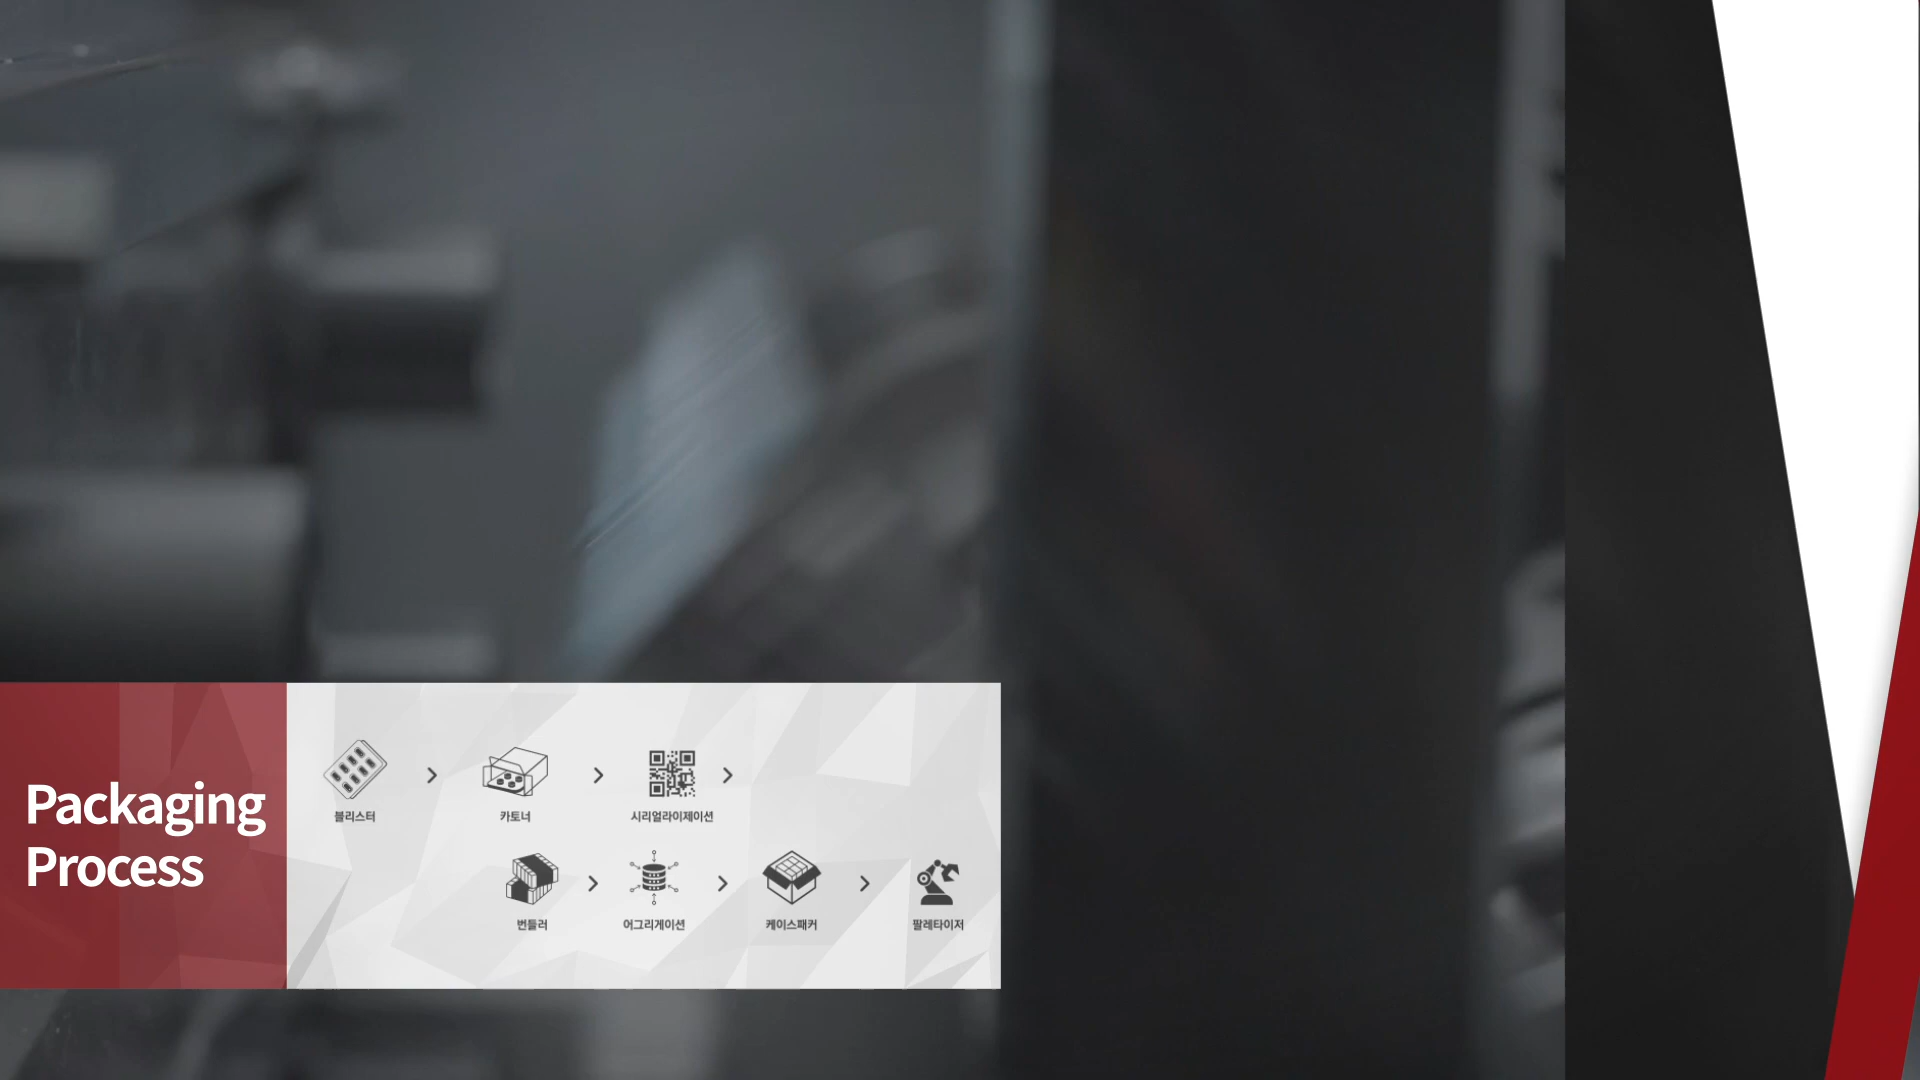 Packaging
Process
블리스터
카토너
시리얼라이제이션
번들러
어그리게이션
케이스패커
팔레타이저